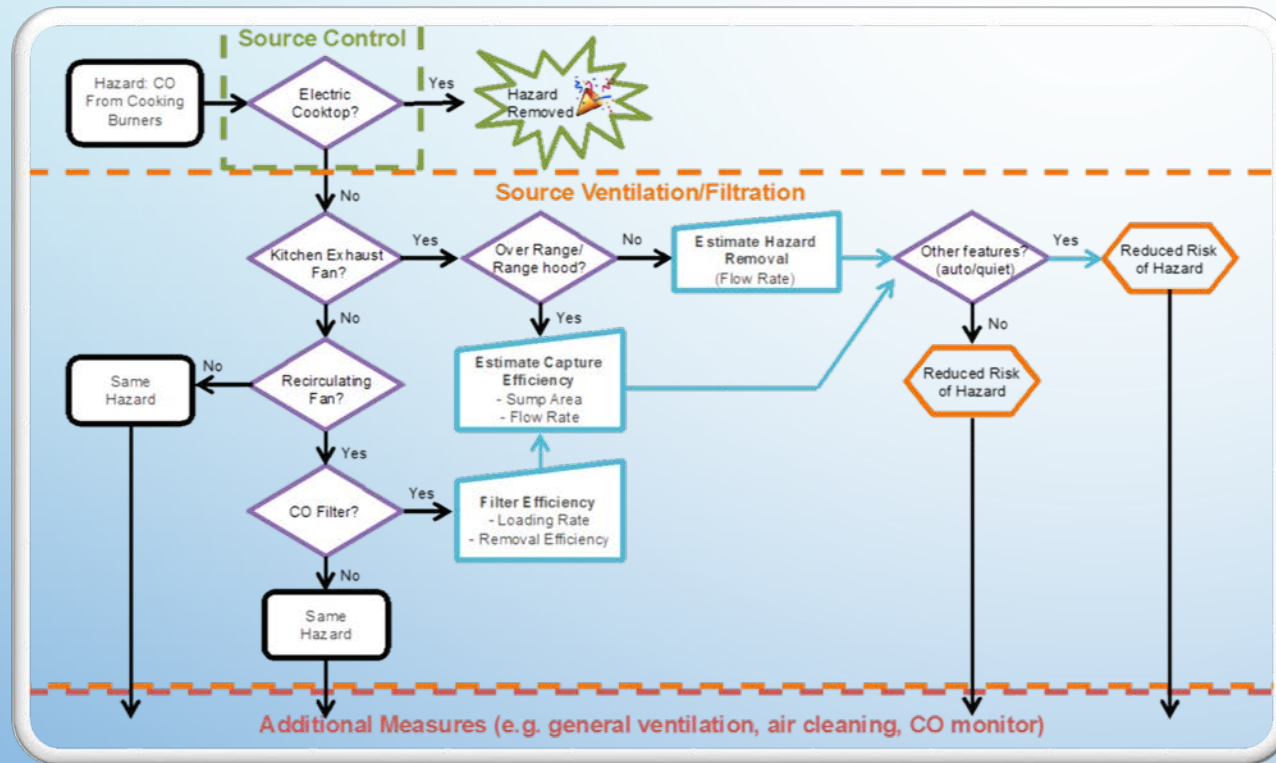 Source Control
Hazard: CO
From Cooking
Burners
Electric
Cooktop?
Yes
Hazard
Removed
No
Source Ventilation/Filtration
Kitchen Exhaust
Fan?
Yes
Over Range/
Range hood?
No
Estimate Hazard
Removal
(Flow Rate)
Other features?
(auto/quiet)
Yes
Reduced Risk
of Hazard
No
Yes
No
Same
Hazard
No
Recirculating
Fan?
Estimate Capture
Efficiency
- Sump Area
- Flow Rate
Reduced Risk
of Hazard
Yes
CO Filter?
Yes
Filter Efficiency
- Loading Rate
- Removal Efficiency
No
Same
Hazard
Additional Measures (e.g. general ventilation, air cleaning, CO monitor)